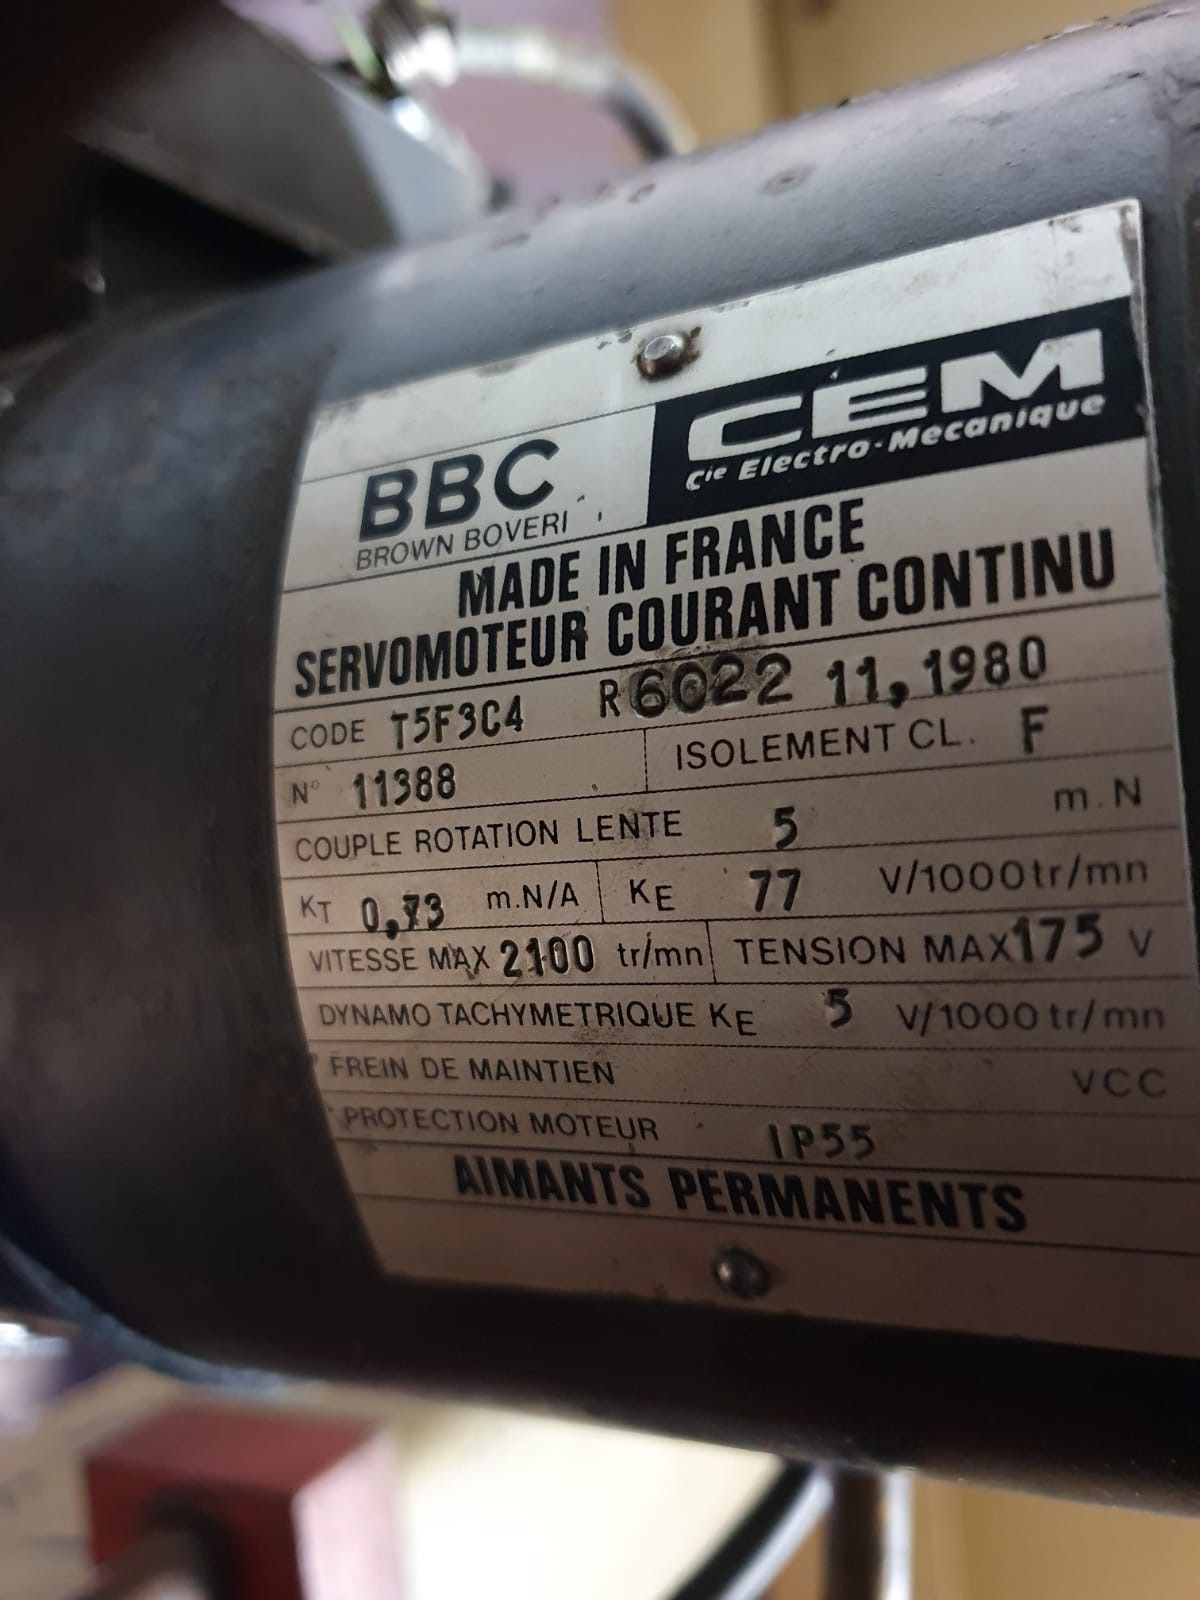 BBC
BROWN BOVERI
CEM
Cie Electro-Mecanique
MADE IN FRANCE
SERVOMOTEUR COURANT CONTINU
CODE T5F3C4 R 6022 11,1980
N° 11388 ISOLEMENT CL. F
COUPLE ROTATION LENTE 5 m.N
KT 0,73 m.N/A KE 77 V/1000tr/mn
VITESSE MAX 2100 tr/mn TENSION MAX 175 V
DYNAMO TACHYMETRIQUE KE 5 V/1000 tr/mn
FREIN DE MAINTIEN VCC
PROTECTION MOTEUR IP55
AIMANTS PERMANENTS